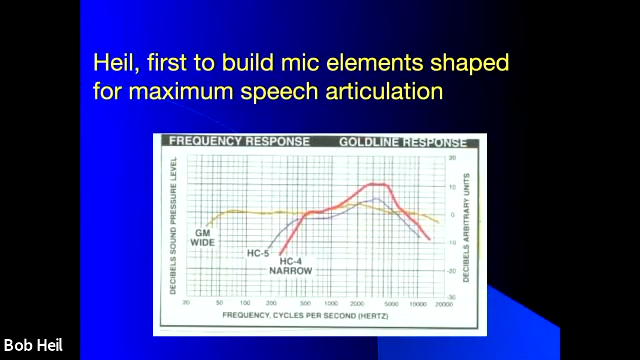 Heil, first to build mic elements shaped
for maximum speech articulation
FREQUENCY RESPONSE GOLDLINE RESPONSE
DECIBELS SOUND PRESSURE LEVEL
20
10
0
-10
-20
-30
DECIBELS ARBITRARY UNITS
GM
WIDE
HC-5
HC-4
NARROW
20 50 100 200 500 1000 2000 5000 10000 20000
FREQUENCY, CYCLES PER SECOND (HERTZ)
Bob Heil